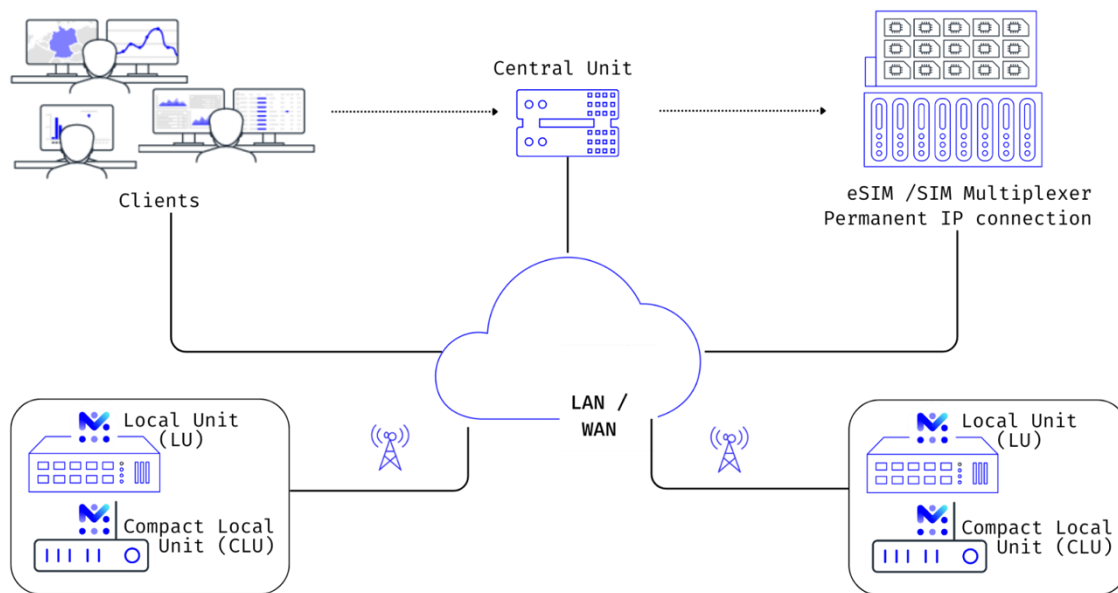 Central Unit
Clients
eSIM /SIM Multiplexer
Permanent IP connection
LAN /
WAN
Local Unit
(LU)
Compact Local
Unit (CLU)
Local Unit
(LU)
Compact Local
Unit (CLU)